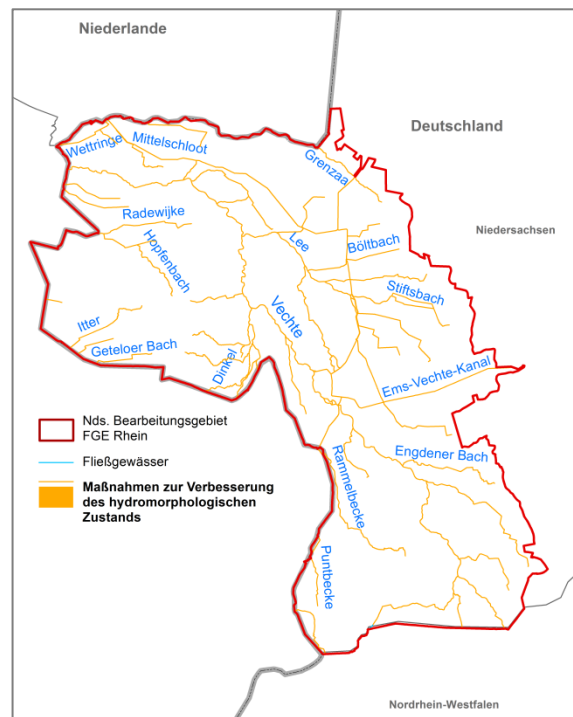 Niederlande
Deutschland
Wettringe
Mittelschloot
Grenzaa
Radewijke
Niedersachsen
Lee
Böltbach
Hopfenbach
Stiftsbach
Vechte
Itter
Geteloer Bach
Dinkel
Ems-Vechte-Kanal
Nds. Bearbeitungsgebiet
FGE Rhein
Engdener Bach
Fließgewässer
Rammelbecke
Maßnahmen zur Verbesserung
des hydromorphologischen
Zustands
Puntbecke
Nordrhein-Westfalen